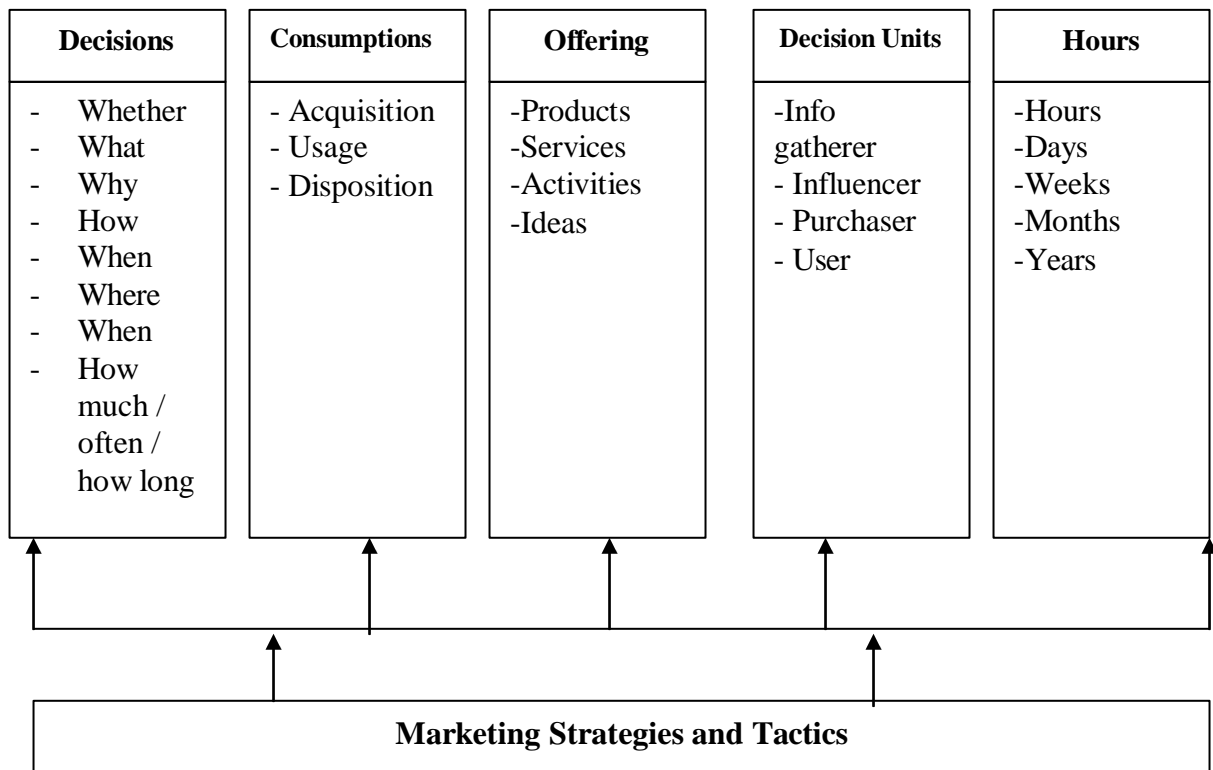 Decisions
- Whether
- What
- Why
- How
- When
- Where
- When
- How
much /
often /
how long
Consumptions
- Acquisition
- Usage
- Disposition
Offering
-Products
-Services
-Activities
-Ideas
Decision Units
-Info
gatherer
- Influencer
- Purchaser
- User
Hours
-Hours
-Days
-Weeks
-Months
-Years
Marketing Strategies and Tactics